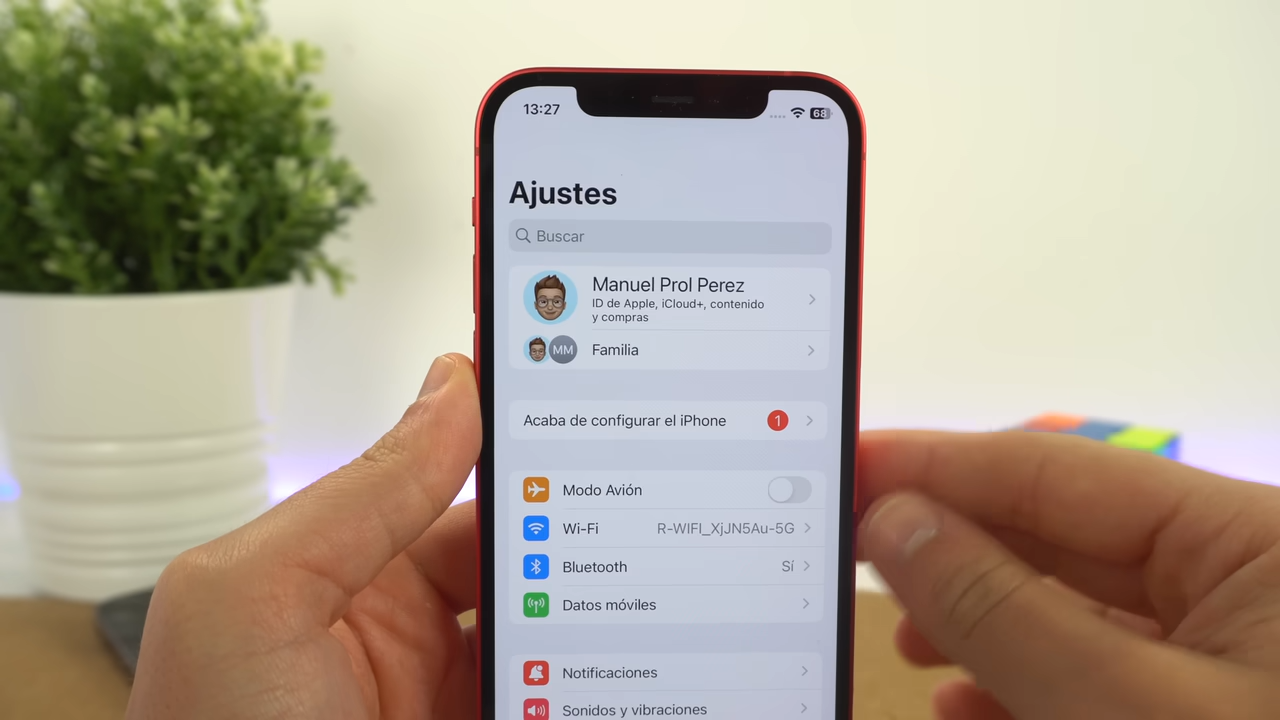 13:27
68
Ajustes
Buscar
Manuel Prol Perez
ID de Apple, iCloud+, contenido
y compras
MM
Familia
Acaba de configurar el iPhone 1
Modo Avión
Wi-Fi R-WIFI_XjJN5Au-5G
Bluetooth Sí
Datos móviles
Notificaciones
Sonidos y vibraciones